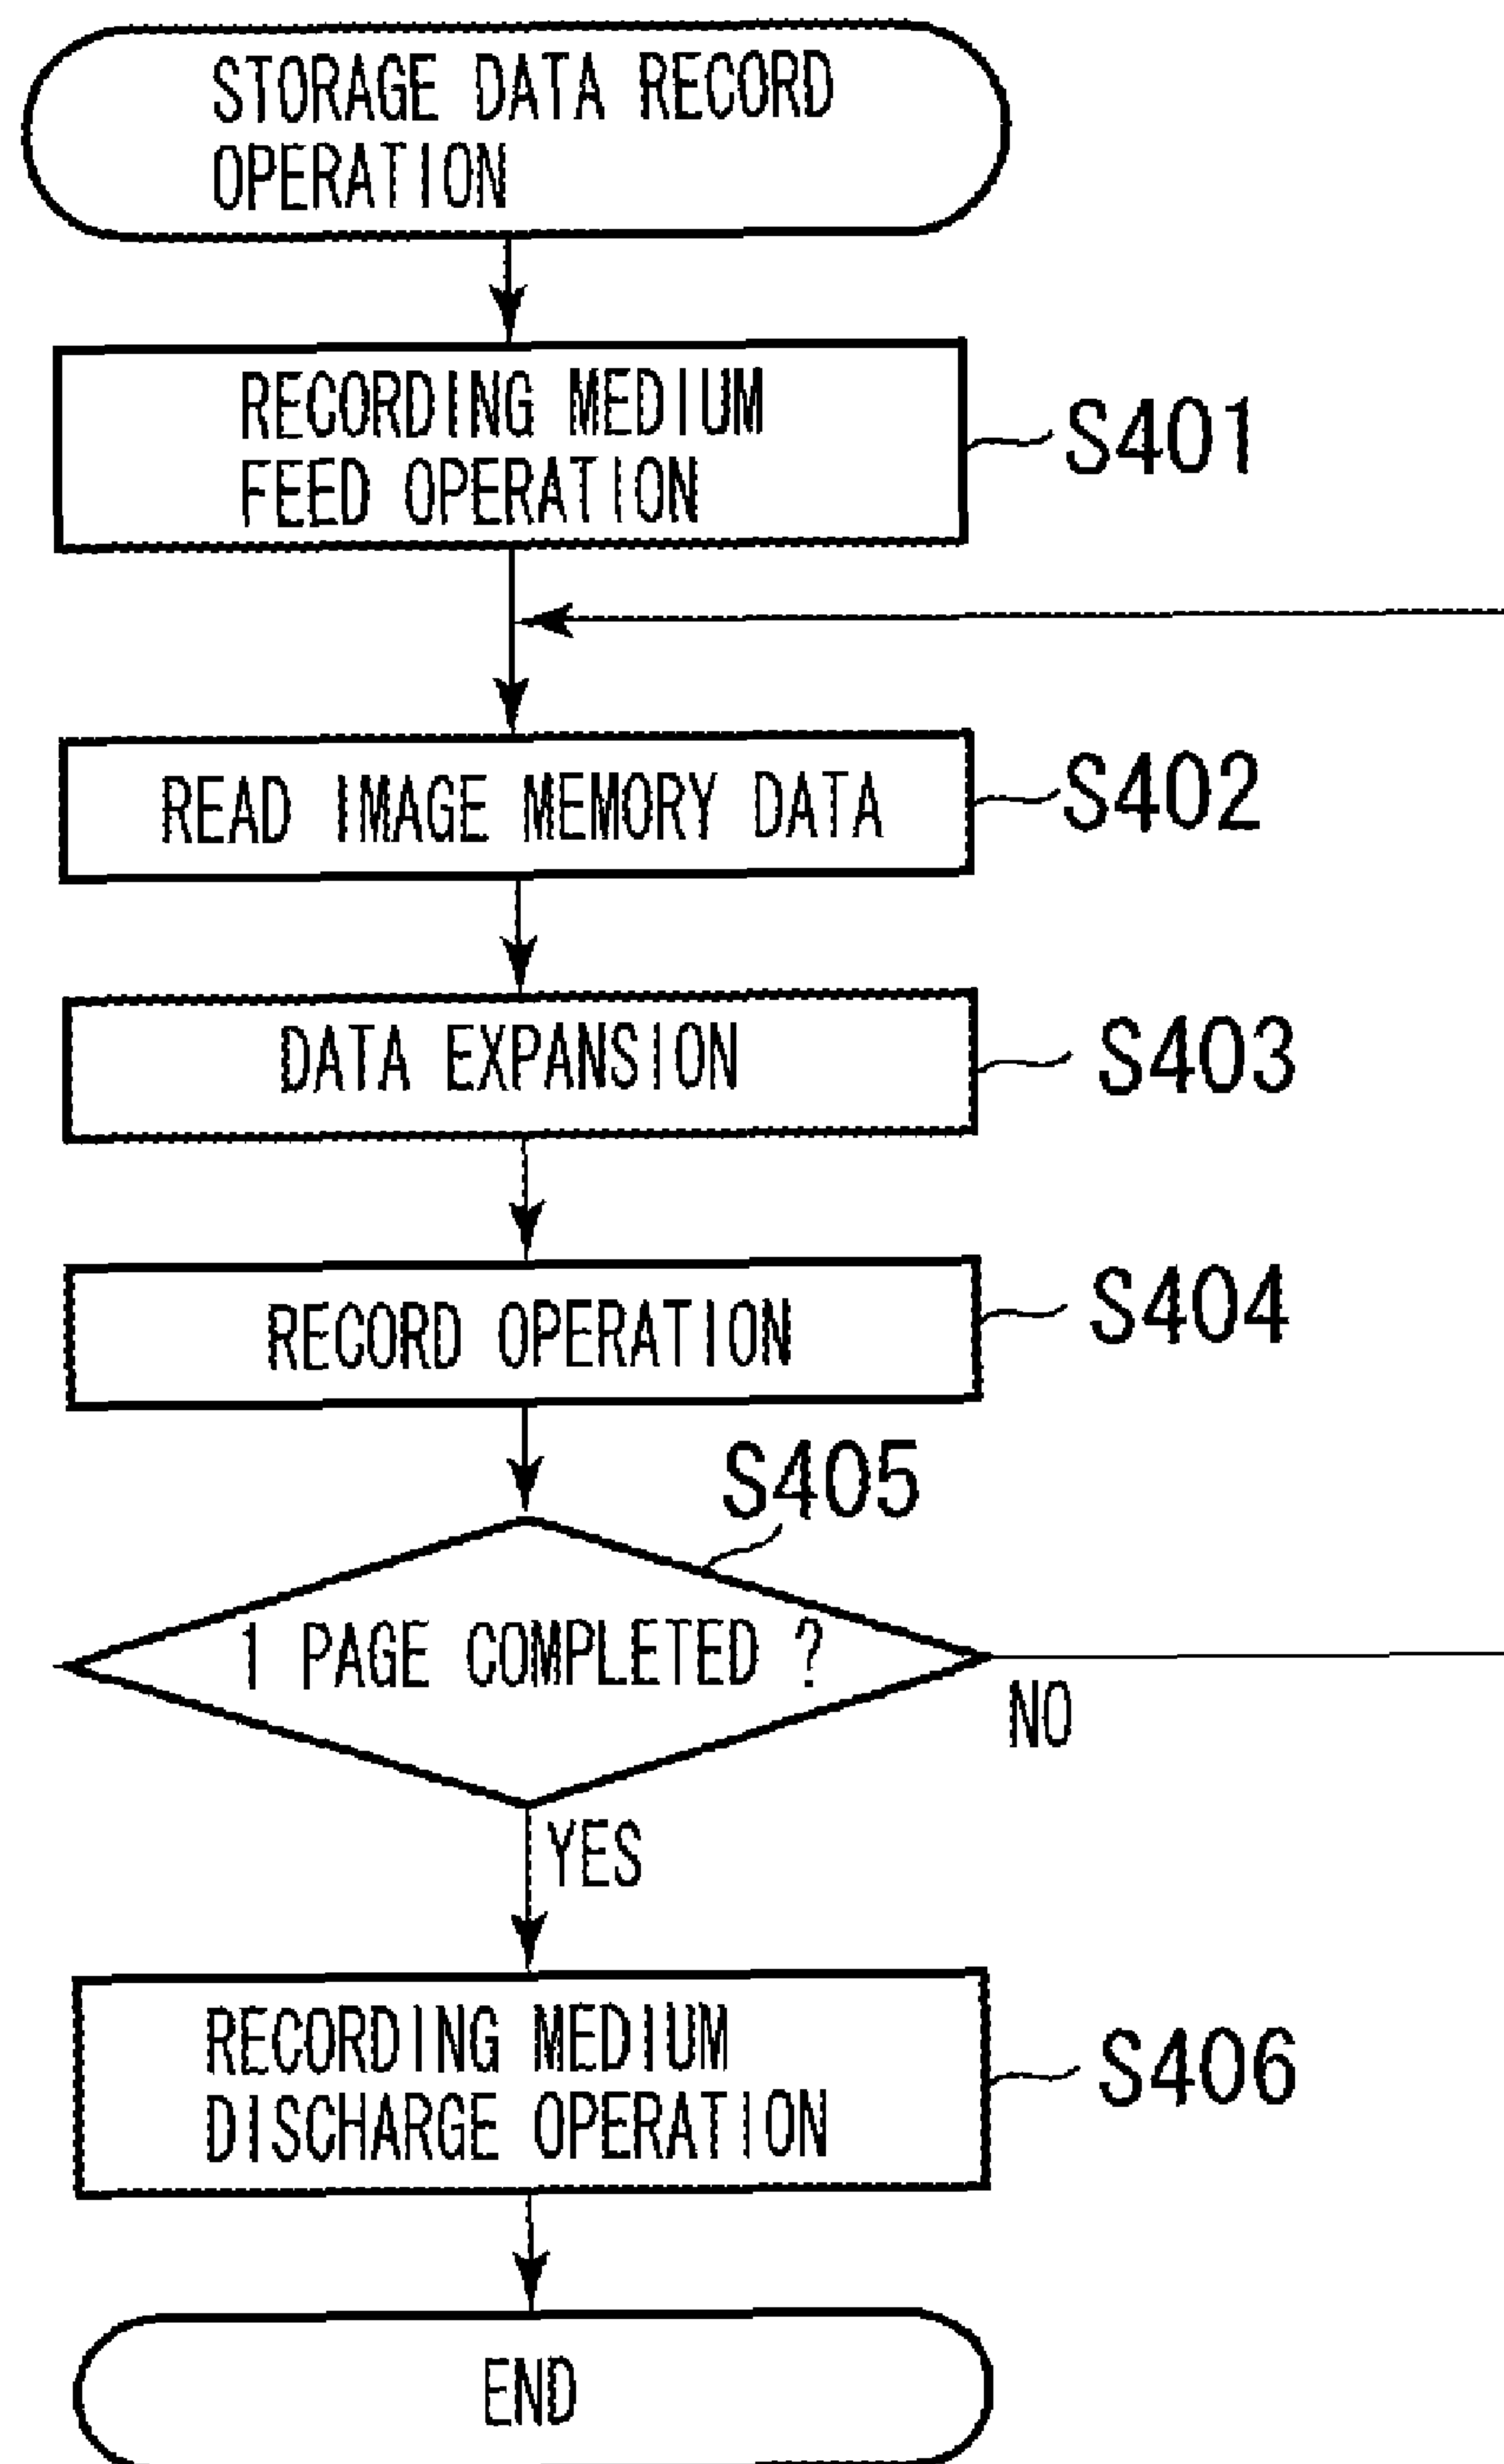 STORAGE DATA RECORD
OPERATION
RECORDING MEDIUM
FEED OPERATION
S401
READ IMAGE MEMORY DATA
S402
DATA EXPANSION
S403
RECORD OPERATION
S404
S405
1 PAGE COMPLETED ?
NO
YES
RECORDING MEDIUM
DISCHARGE OPERATION
S406
END